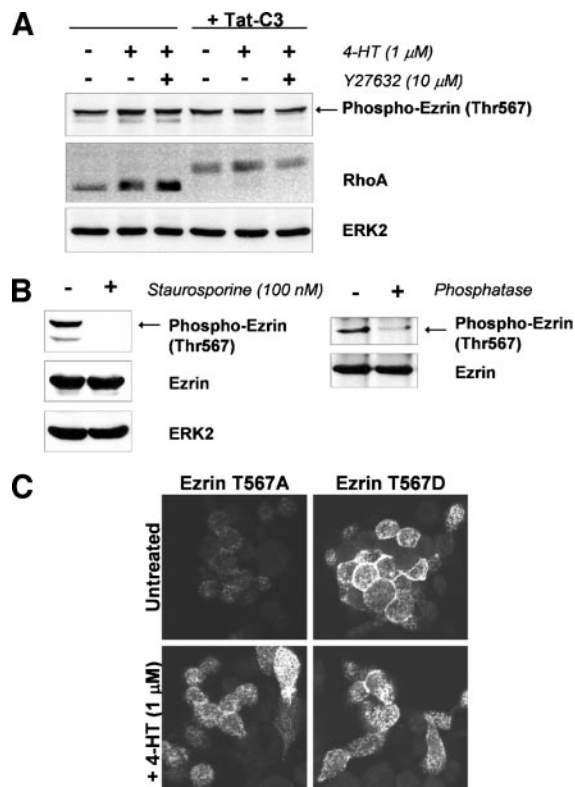 A
+ Tat-C3
- + + - + + 4-HT (1 μM)
- - + - - + Y27632 (10 μM)
Phospho-Ezrin (Thr567)
RhoA
ERK2
B
- + Staurosporine (100 nM)
Phospho-Ezrin
(Thr567)
Ezrin
ERK2
- + Phosphatase
Phospho-Ezrin
(Thr567)
Ezrin
C
Ezrin T567A Ezrin T567D
Untreated
+ 4-HT (1 μM)